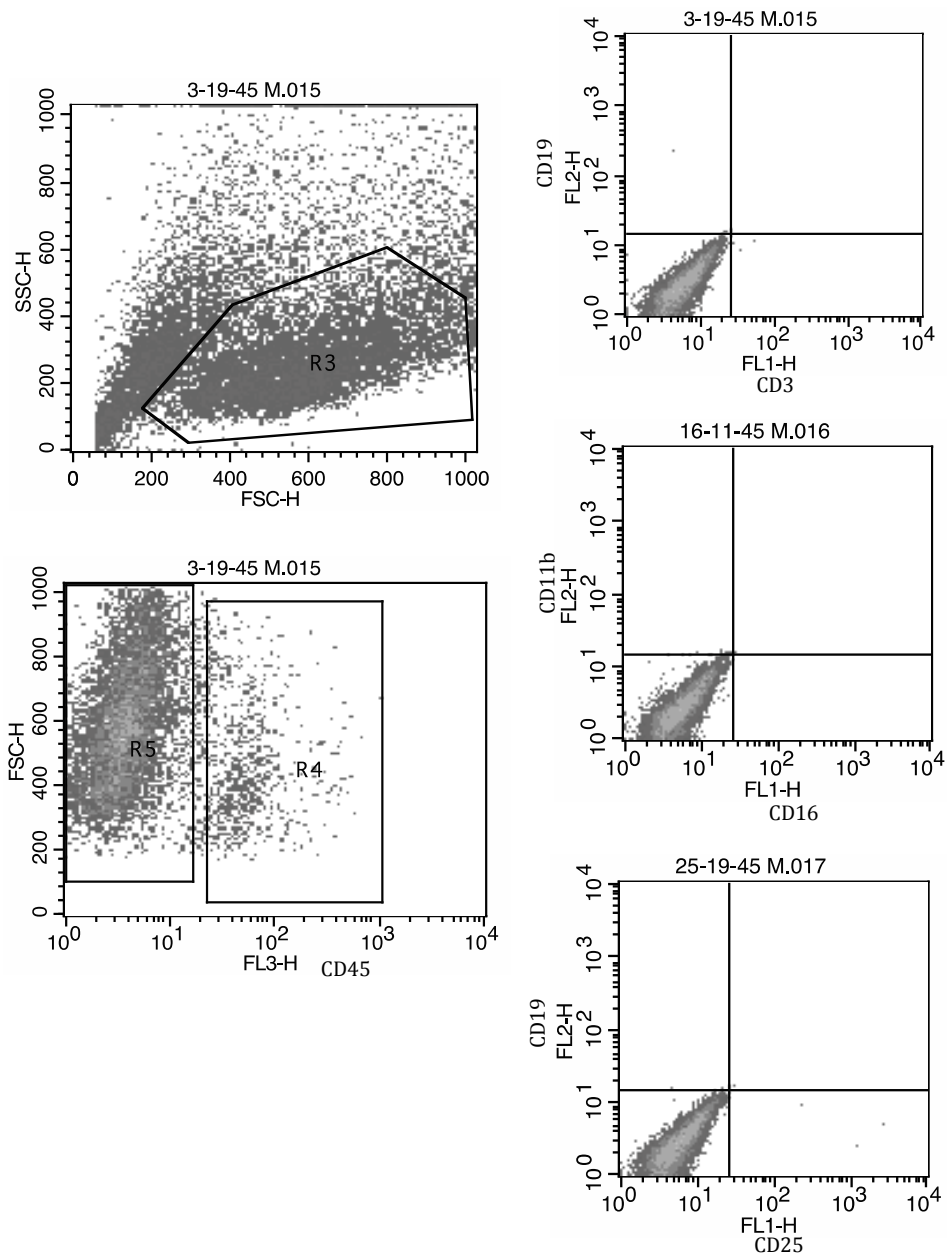 3-19-45 M.015
SSC-H
1000
800
600
400
200
0
R3
0 200 400 600 800 1000
FSC-H
3-19-45 M.015
FSC-H
1000
800
600
400
200
0
R5
R4
10^0 10^1 10^2 10^3 10^4
FL3-H CD45
3-19-45 M.015
CD19
FL2-H
10^4
10^3
10^2
10^1
10^0
10^0 10^1 10^2 10^3 10^4
FL1-H
CD3
16-11-45 M.016
CD11b
FL2-H
10^4
10^3
10^2
10^1
10^0
10^0 10^1 10^2 10^3 10^4
FL1-H
CD16
25-19-45 M.017
CD19
FL2-H
10^4
10^3
10^2
10^1
10^0
10^0 10^1 10^2 10^3 10^4
FL1-H
CD25